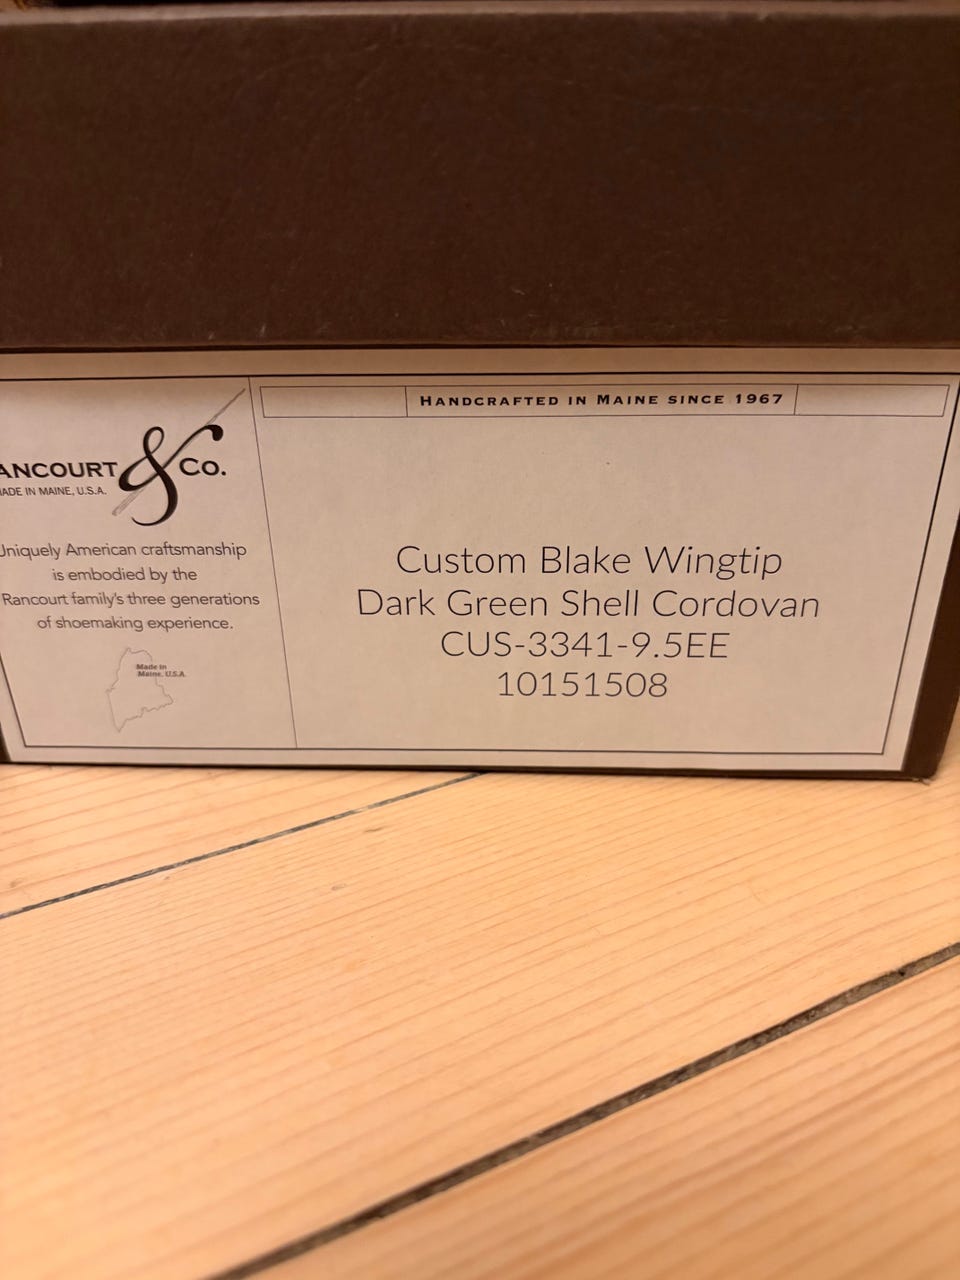 ANCOURT & Co.
ADE IN MAINE, U.S.A.
Uniquely American craftsmanship
is embodied by the
Rancourt family's three generations
of shoemaking experience.
Made in
Maine, U.S.A.
HANDCRAFTED IN MAINE SINCE 1967
Custom Blake Wingtip
Dark Green Shell Cordovan
CUS-3341-9.5EE
10151508